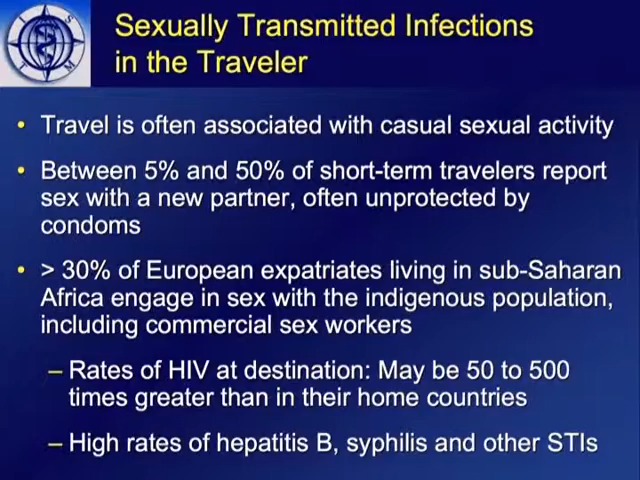 Sexually Transmitted Infections
in the Traveler
• Travel is often associated with casual sexual activity
• Between 5% and 50% of short-term travelers report
sex with a new partner, often unprotected by
condoms
• > 30% of European expatriates living in sub-Saharan
Africa engage in sex with the indigenous population,
including commercial sex workers
– Rates of HIV at destination: May be 50 to 500
times greater than in their home countries
– High rates of hepatitis B, syphilis and other STIs